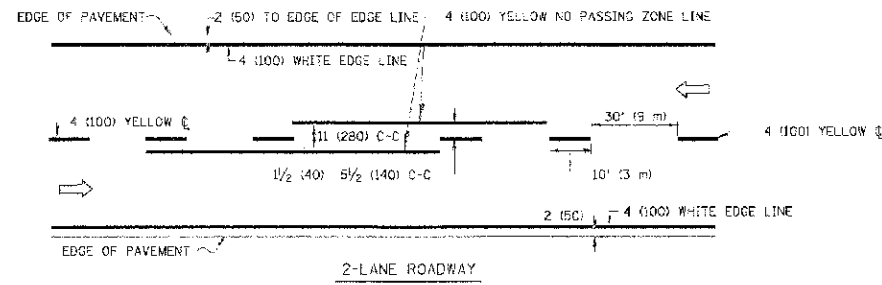 EDGE OF PAVEMENT
2 (50) TO EDGE OF EDGE LINE
4 (100) YELLOW NO PASSING ZONE LINE
4 (100) WHITE EDGE LINE
4 (100) YELLOW ℄
11 (280) C-C
30' (9 m)
4 (100) YELLOW ℄
1½ (40) 5½ (140) C-C
10' (3 m)
2 (50)
4 (100) WHITE EDGE LINE
EDGE OF PAVEMENT
2-LANE ROADWAY